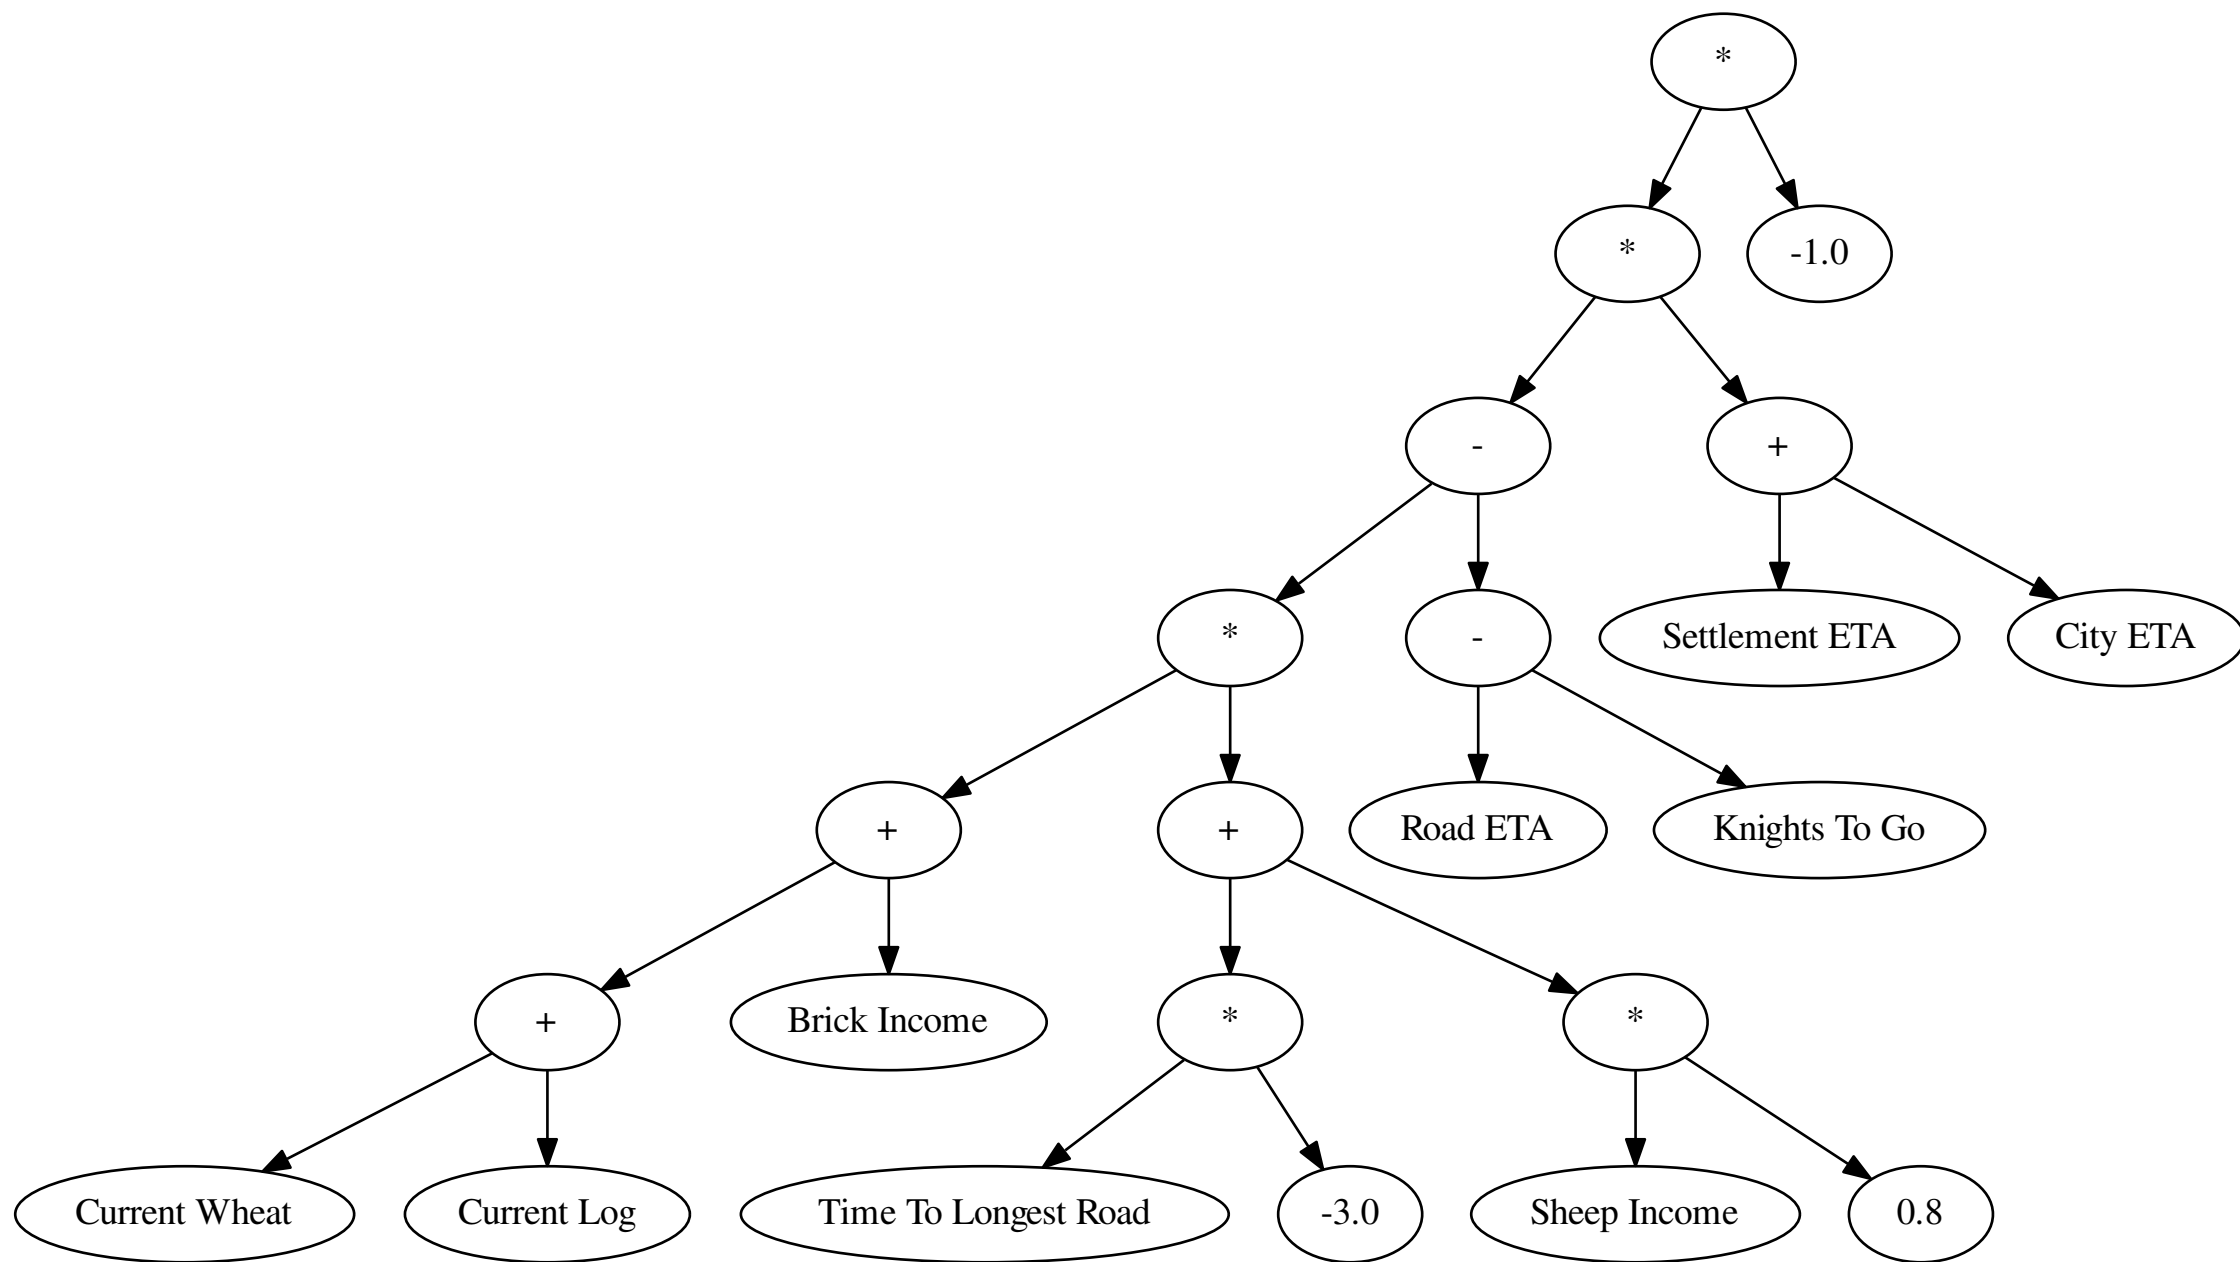 *
*
-1.0
-
+
*
-
Settlement ETA
City ETA
+
+
Road ETA
Knights To Go
+
Brick Income
*
*
Current Wheat
Current Log
Time To Longest Road
-3.0
Sheep Income
0.8